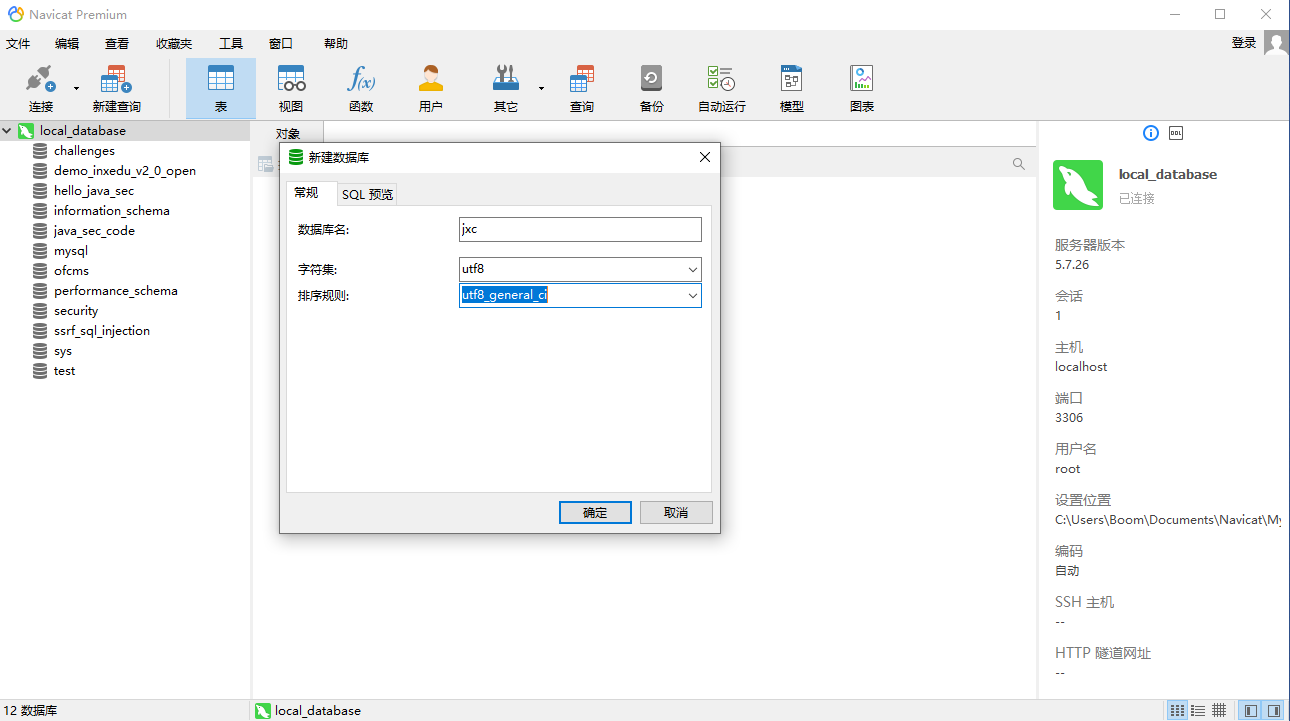 Navicat Premium
文件 编辑 查看 收藏夹 工具 窗口 帮助 登录
连接 新建查询 表 视图 函数 用户 其它 查询 备份 自动运行 模型 图表
local_database
challenges
demo_inxedu_v2_0_open
hello_java_sec
information_schema
java_sec_code
mysql
ofcms
performance_schema
security
ssrf_sql_injection
sys
test
对象
新建数据库
常规 SQL 预览
数据库名: jxc
字符集: utf8
排序规则: utf8_general_ci
确定 取消
DDL
local_database
已连接
服务器版本
5.7.26
会话
1
主机
localhost
端口
3306
用户名
root
设置位置
C:\Users\Boom\Documents\Navicat\My
编码
自动
SSH 主机
--
HTTP 隧道网址
--
12 数据库 local_database